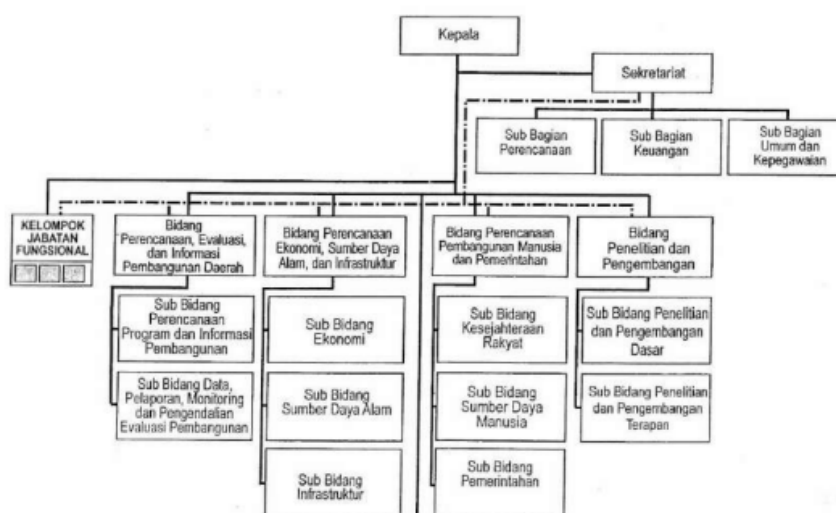 Kepala
Sekretariat
Sub Bagian
Perencanaan
Sub Bagian
Keuangan
Sub Bagian
Umum dan
Kepegawaian
KELOMPOK
JABATAN
FUNGSIONAL
Bidang
Perencanaan, Evaluasi,
dan Informasi
Pembangunan Daerah
Bidang Perencanaan
Ekonomi, Sumber Daya
Alam, dan Infrastruktur
Bidang Perencanaan
Pembangunan Manusia
dan Pemerintahan
Bidang
Penelitian dan
Pengembangan
Sub Bidang
Perencanaan
Program dan Informasi
Pembangunan
Sub Bidang
Ekonomi
Sub Bidang
Kesejahteraan
Rakyat
Sub Bidang Penelitian
dan Pengembangan
Dasar
Sub Bidang Data,
Pelaporan, Monitoring
dan Pengendalian
Evaluasi Pembangunan
Sub Bidang
Sumber Daya Alam
Sub Bidang
Sumber Daya
Manusia
Sub Bidang Penelitian
dan Pengembangan
Terapan
Sub Bidang
Infrastruktur
Sub Bidang
Pemerintahan